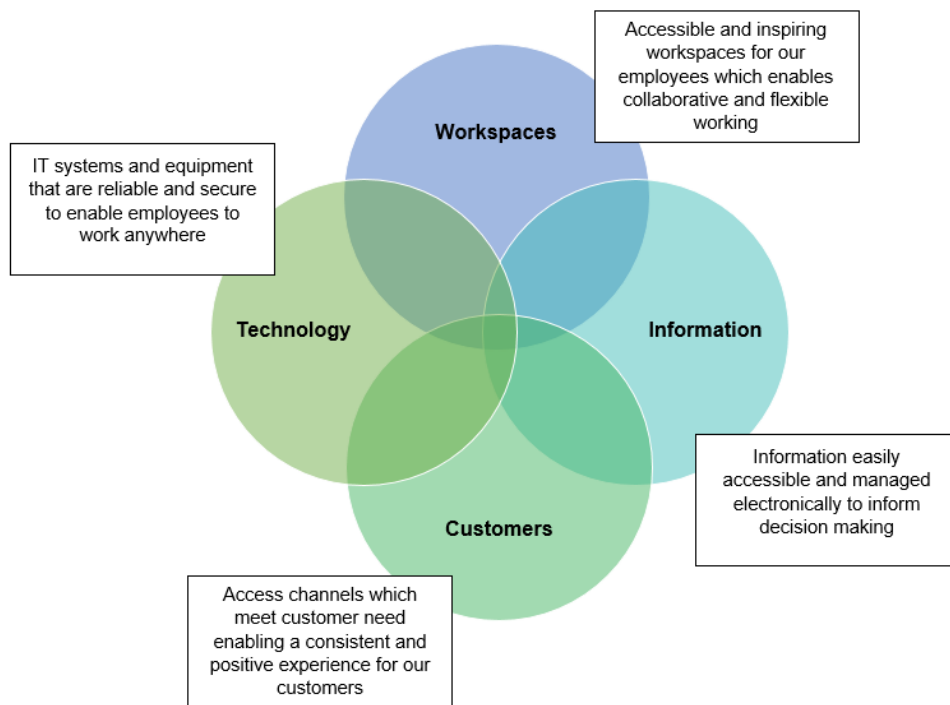 Accessible and inspiring
workspaces for our
employees which enables
collaborative and flexible
working
Workspaces
IT systems and equipment
that are reliable and secure
to enable employees to
work anywhere
Technology
Information
Information easily
accessible and managed
electronically to inform
decision making
Customers
Access channels which
meet customer need
enabling a consistent and
positive experience for our
customers